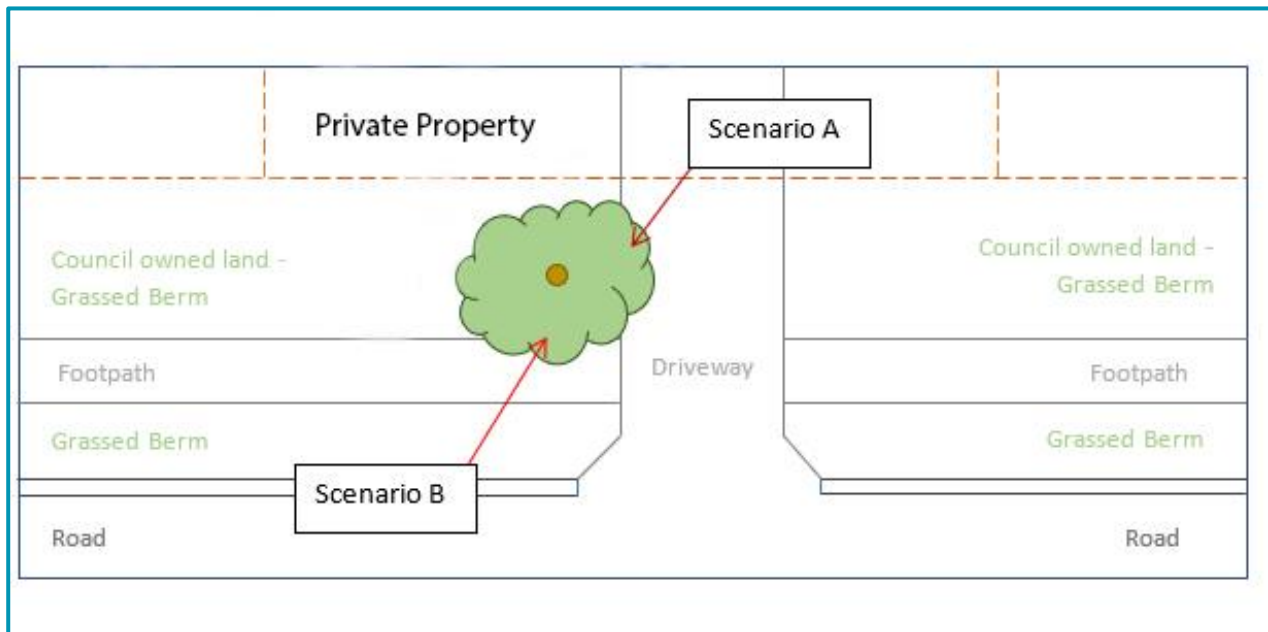 Private Property
Scenario A
Council owned land -
Grassed Berm
Council owned land -
Grassed Berm
Footpath
Driveway
Footpath
Grassed Berm
Grassed Berm
Scenario B
Road
Road